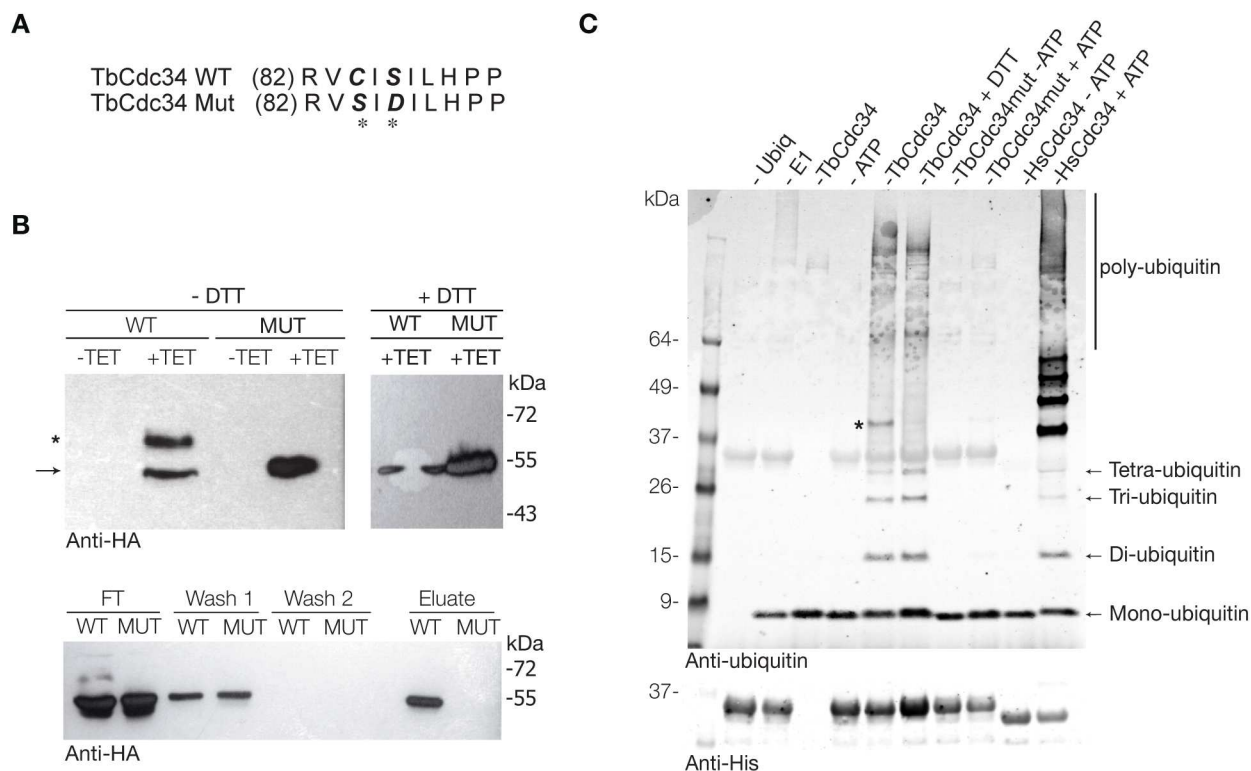 A
TbCdc34 WT (82) R V C I S I L H P P
TbCdc34 Mut (82) R V S I D I L H P P
* *
B
- DTT
+ DTT
WT MUT
WT MUT
-TET +TET -TET +TET
+TET +TET
kDa
-72
*
-55
→
-43
Anti-HA
FT Wash 1 Wash 2 Eluate
WT MUT WT MUT WT MUT WT MUT
kDa
-72
-55
Anti-HA
C
- Ubiq
- E1
-TbCdc34
- ATP
-TbCdc34
-TbCdc34 + DTT
-TbCdc34mut -ATP
-TbCdc34mut + ATP
-HsCdc34 - ATP
-HsCdc34 + ATP
kDa
poly-ubiquitin
64-
49-
*
37-
← Tetra-ubiquitin
26-
← Tri-ubiquitin
15- ← Di-ubiquitin
9-
← Mono-ubiquitin
Anti-ubiquitin
37-
Anti-His